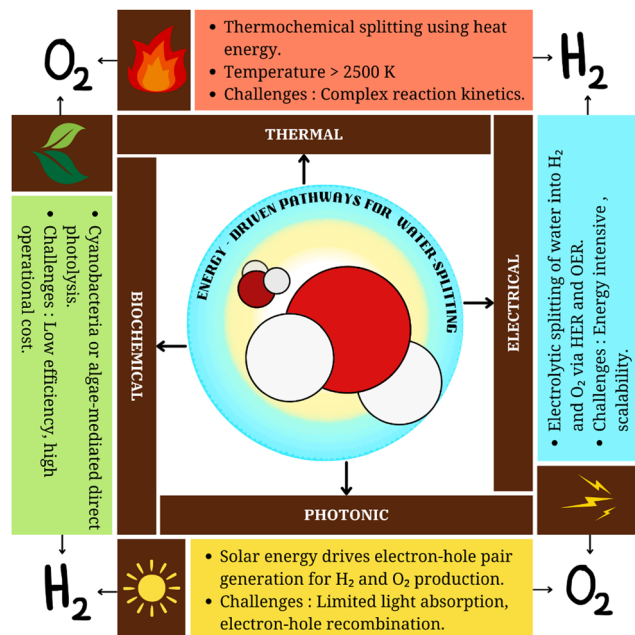 O₂
• Thermochemical splitting using heat
energy.
• Temperature > 2500 K
• Challenges : Complex reaction kinetics.
H₂
THERMAL
ENERGY - DRIVEN PATHWAYS FOR WATER-SPLITTING
BIOCHEMICAL
ELECTRICAL
PHOTONIC
• Cyanobacteria or algae-mediated direct
photolysis.
• Challenges : Low efficiency, high
operational cost.
• Electrolytic splitting of water into H₂
and O₂ via HER and OER.
• Challenges : Energy intensive ,
scalability.
H₂
• Solar energy drives electron-hole pair
generation for H₂ and O₂ production.
• Challenges : Limited light absorption,
electron-hole recombination.
O₂